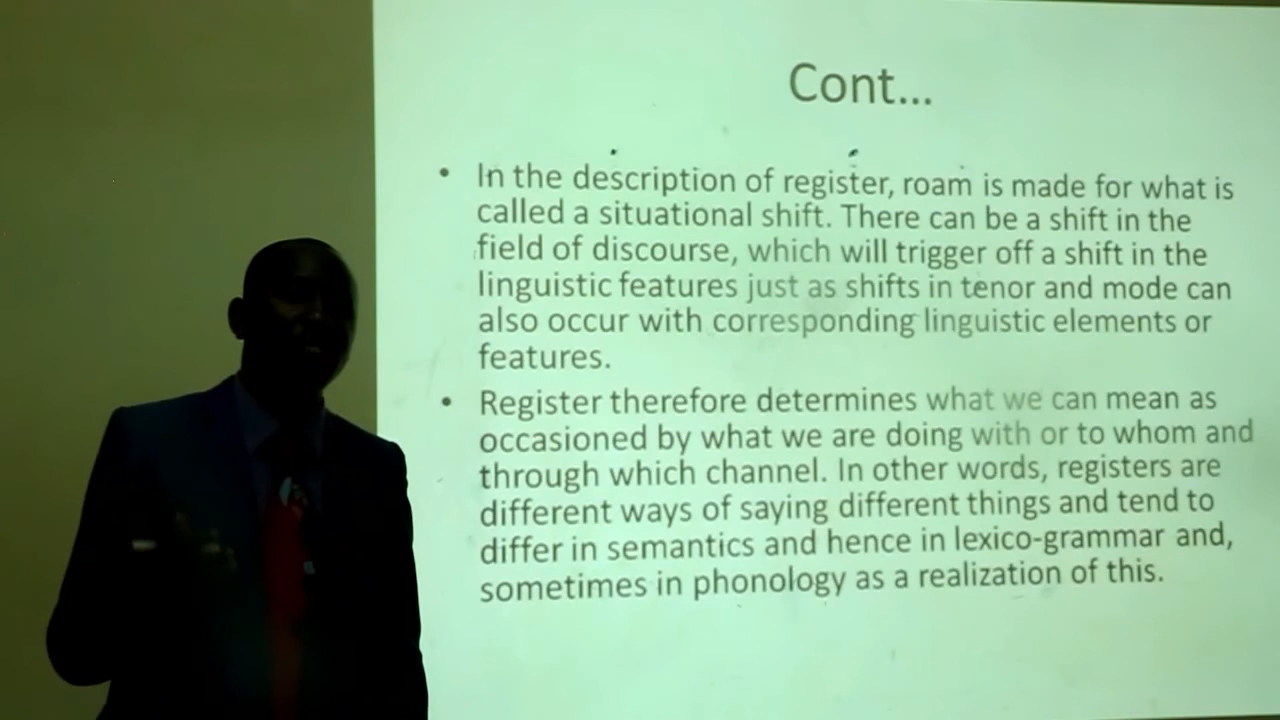 Cont...
• In the description of register, roam is made for what is
called a situational shift. There can be a shift in the
field of discourse, which will trigger off a shift in the
linguistic features just as shifts in tenor and mode can
also occur with corresponding linguistic elements or
features.
• Register therefore determines what we can mean as
occasioned by what we are doing with or to whom and
through which channel. In other words, registers are
different ways of saying different things and tend to
differ in semantics and hence in lexico-grammar and,
sometimes in phonology as a realization of this.